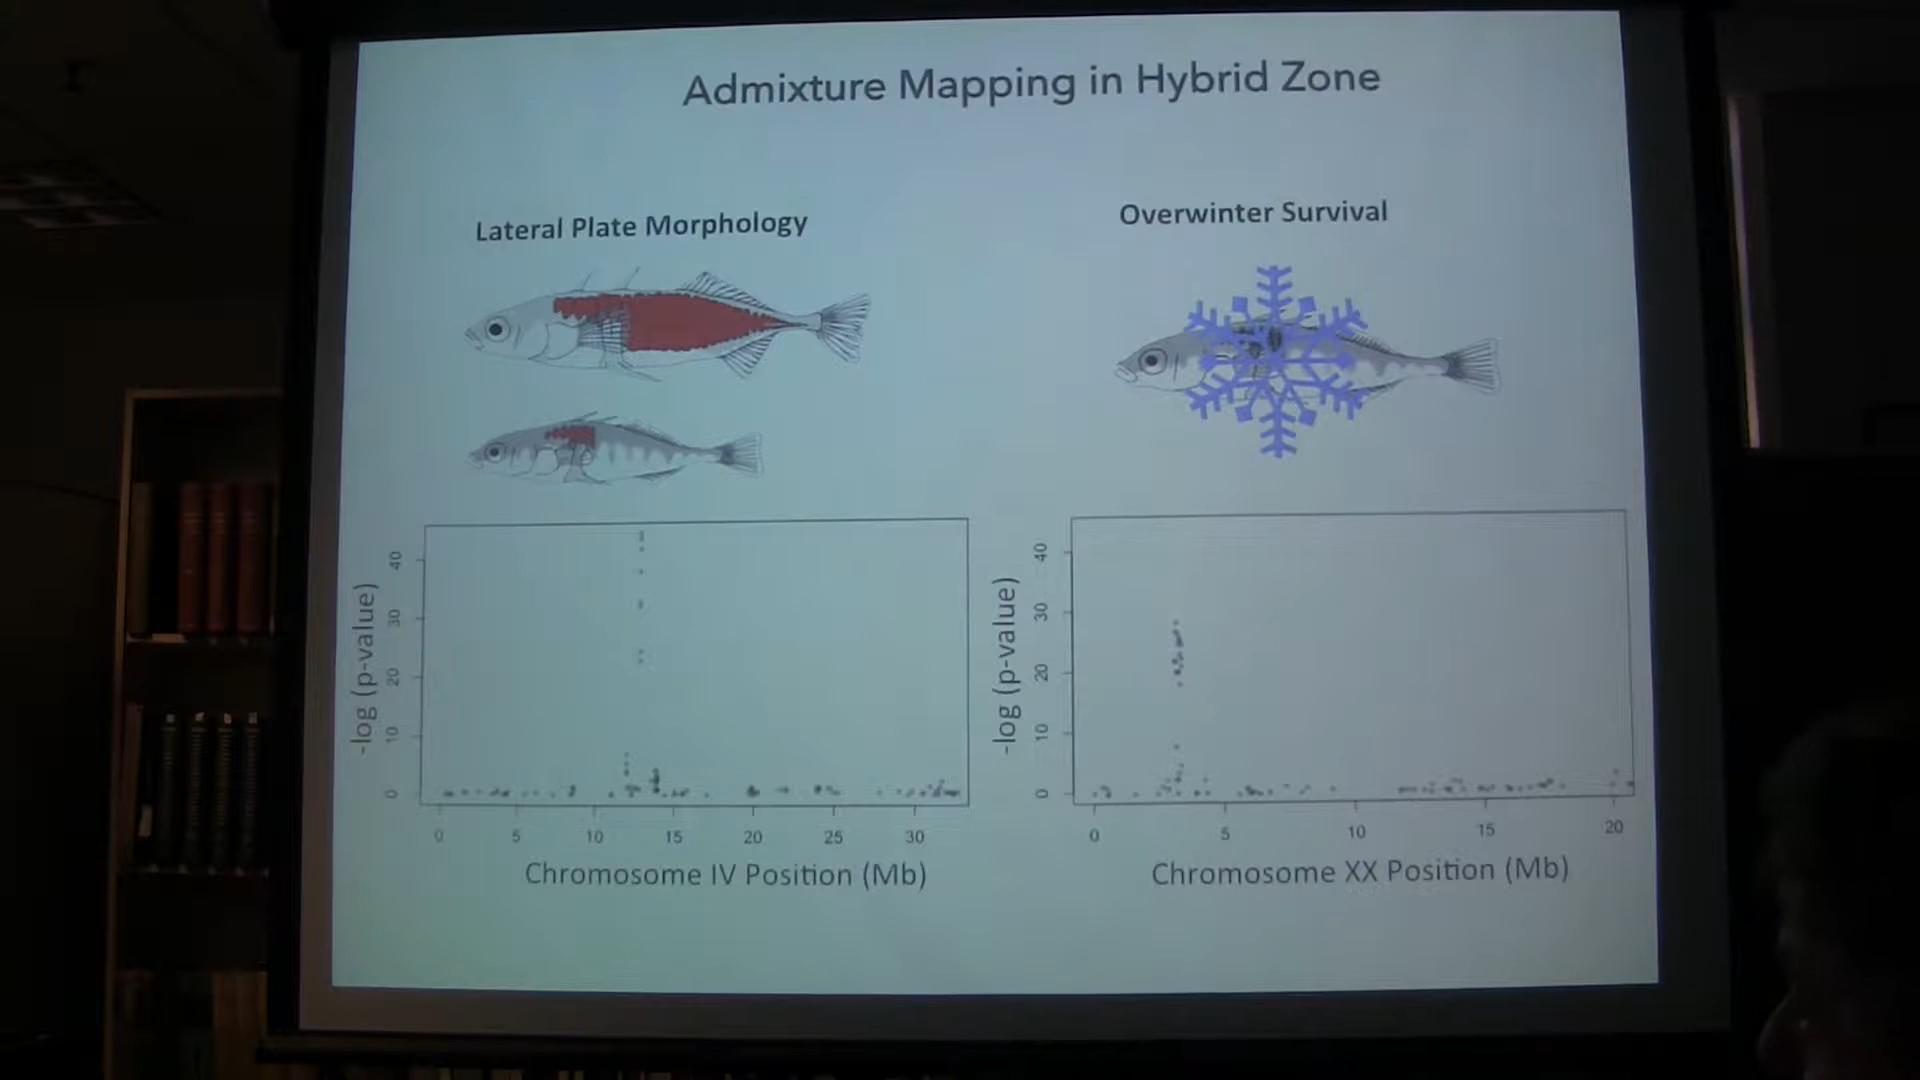 Admixture Mapping in Hybrid Zone
Lateral Plate Morphology
Overwinter Survival
-log (p-value)
40
30
20
10
0
0 5 10 15 20 25 30
Chromosome IV Position (Mb)
-log (p-value)
40
30
20
10
0
0 5 10 15 20
Chromosome XX Position (Mb)